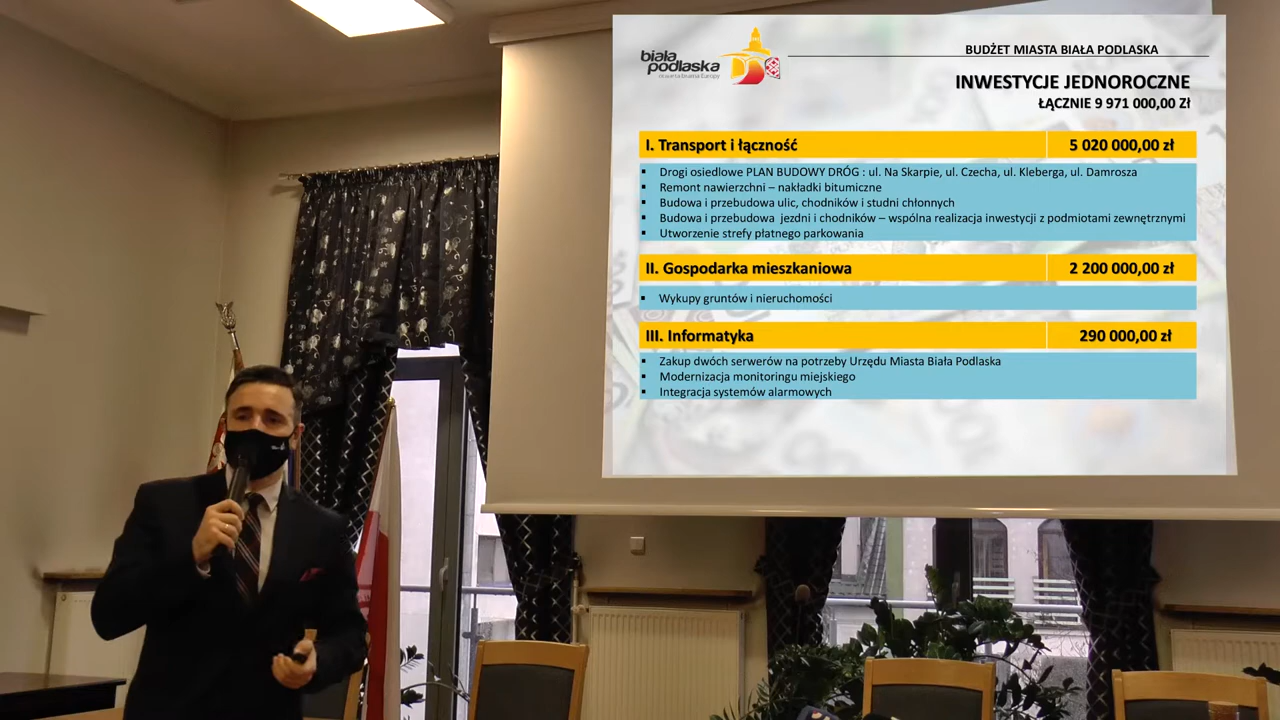 biała
podlaska
otwarta brama Europy
BUDŻET MIASTA BIAŁA PODLASKA
INWESTYCJE JEDNOROCZNE
ŁĄCZNIE 9 971 000,00 Zł
I. Transport i łączność 5 020 000,00 zł
▪ Drogi osiedlowe PLAN BUDOWY DRÓG : ul. Na Skarpie, ul. Czecha, ul. Kleberga, ul. Damrosza
▪ Remont nawierzchni – nakładki bitumiczne
▪ Budowa i przebudowa ulic, chodników i studni chłonnych
▪ Budowa i przebudowa jezdni i chodników – wspólna realizacja inwestycji z podmiotami zewnętrznymi
▪ Utworzenie strefy płatnego parkowania
II. Gospodarka mieszkaniowa 2 200 000,00 zł
▪ Wykupy gruntów i nieruchomości
III. Informatyka 290 000,00 zł
▪ Zakup dwóch serwerów na potrzeby Urzędu Miasta Biała Podlaska
▪ Modernizacja monitoringu miejskiego
▪ Integracja systemów alarmowych